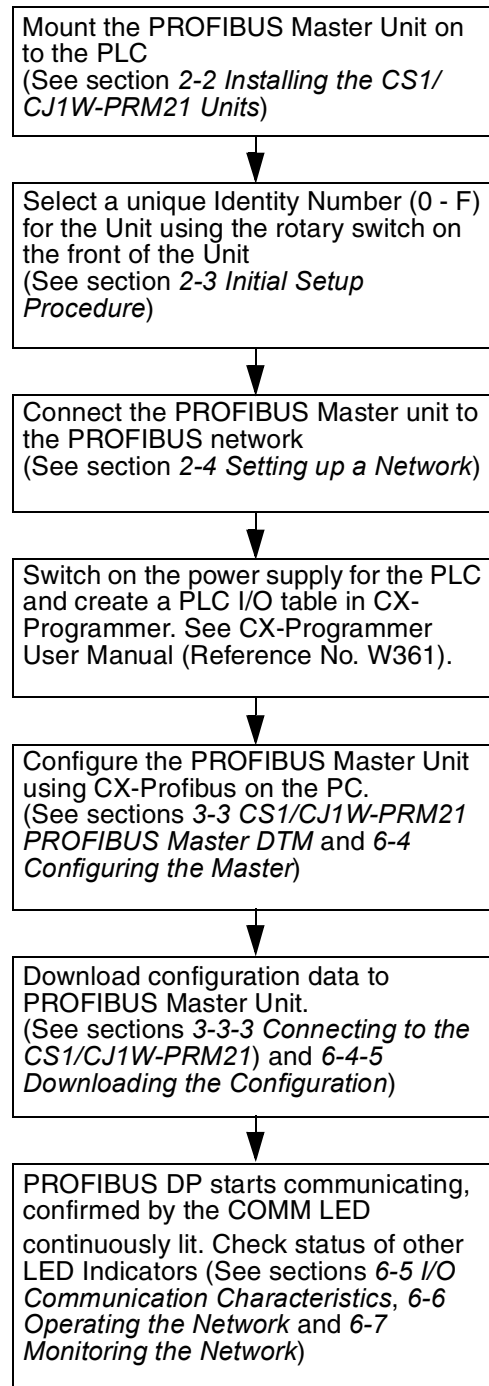 Mount the PROFIBUS Master Unit on
to the PLC
(See section 2-2 Installing the CS1/
CJ1W-PRM21 Units)
Select a unique Identity Number (0 - F)
for the Unit using the rotary switch on
the front of the Unit
(See section 2-3 Initial Setup
Procedure)
Connect the PROFIBUS Master unit to
the PROFIBUS network
(See section 2-4 Setting up a Network)
Switch on the power supply for the PLC
and create a PLC I/O table in CX-
Programmer. See CX-Programmer
User Manual (Reference No. W361).
Configure the PROFIBUS Master Unit
using CX-Profibus on the PC.
(See sections 3-3 CS1/CJ1W-PRM21
PROFIBUS Master DTM and 6-4
Configuring the Master)
Download configuration data to
PROFIBUS Master Unit.
(See sections 3-3-3 Connecting to the
CS1/CJ1W-PRM21) and 6-4-5
Downloading the Configuration)
PROFIBUS DP starts communicating,
confirmed by the COMM LED
continuously lit. Check status of other
LED Indicators (See sections 6-5 I/O
Communication Characteristics, 6-6
Operating the Network and 6-7
Monitoring the Network)